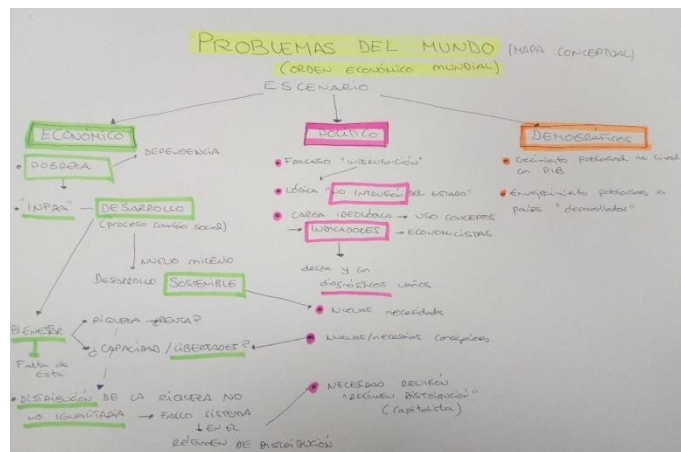 PROBLEMAS DEL MUNDO (MAPA CONCEPTUAL)
(ORDEN ECONÓMICO MUNDIAL)
ESCENARIO
ECONÓMICO
• POBREZA → DEPENDENCIA
• "INFRA" — DESARROLLO
(proceso cambio social)
NUEVO MILENIO
DESARROLLO SOSTENIBLE
BIENESTAR
Falta de
esta
• RIQUEZA → RENTA?
• ¿CAPACIDAD / LIBERTADES?
• DISTRIBUCIÓN DE LA RIQUEZA NO
NO IGUALITARIA → FALLO SISTEMA
↓ EN EL
RÉGIMEN DE DISTRIBUCIÓN
POLÍTICO
• FRACASO "INTERVENCIÓN"
• LÓGICA "NO INTRUSIÓN DEL ESTADO"
• CARGA IDEOLÓGICA → USO CONCEPTOS
→ INDICADORES → ECONOMICISTAS
diagnósticos varios
• Nuevas necesidades
• Nuevas/necesarias concepciones
• NECESARIO REVISIÓN
"RÉGIMEN DISTRIBUCIÓN"
(capitalista)
DEMOGRÁFICOS
• Crecimiento poblacional no lineal
con PIB
• Envejecimiento poblacional en
países "desarrollados"